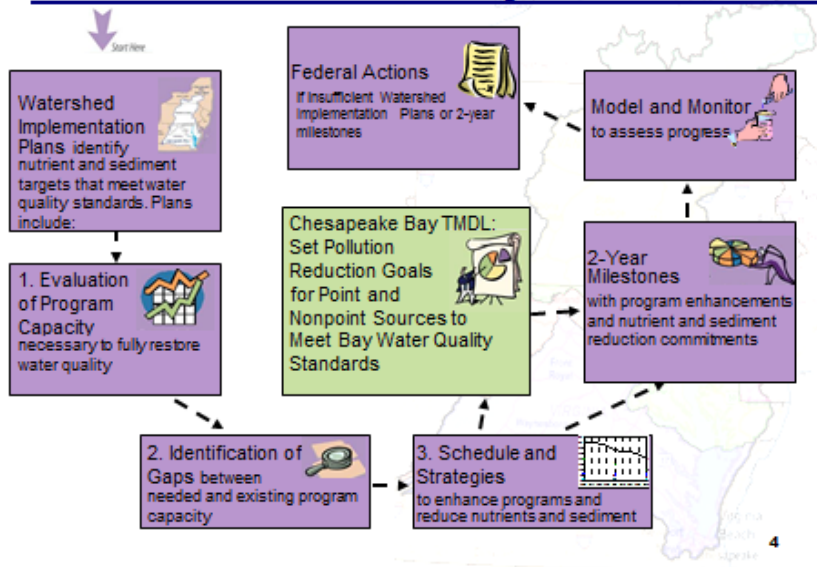 Start Here
Watershed
Implementation
Plans identify
nutrient and sediment
targets that meet water
quality standards. Plans
include:
1. Evaluation
of Program
Capacity
necessary to fully restore
water quality
2. Identification of
Gaps between
needed and existing program
capacity
3. Schedule and
Strategies
to enhance programs and
reduce nutrients and sediment
Chesapeake Bay TMDL:
Set Pollution
Reduction Goals
for Point and
Nonpoint Sources to
Meet Bay Water Quality
Standards
2-Year
Milestones
with program enhancements
and nutrient and sediment
reduction commitments
Model and Monitor
to assess progress
Federal Actions
If Insufficient Watershed
Implementation Plans or 2-year
milestones
Virginia
Beach
4